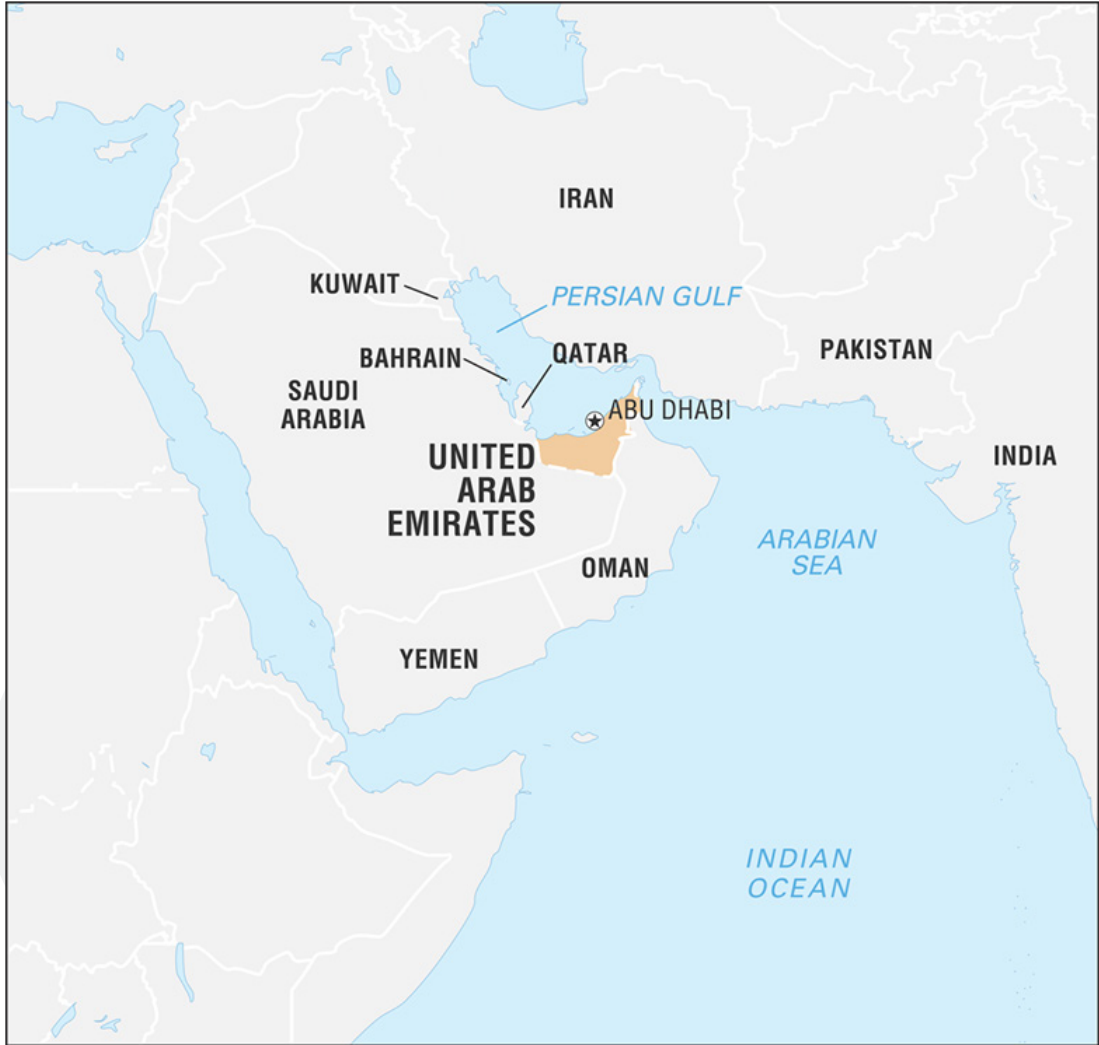 IRAN
KUWAIT
PERSIAN GULF
BAHRAIN
QATAR
PAKISTAN
SAUDI
ARABIA
ABU DHABI
UNITED
ARAB
EMIRATES
INDIA
ARABIAN
SEA
OMAN
YEMEN
INDIAN
OCEAN